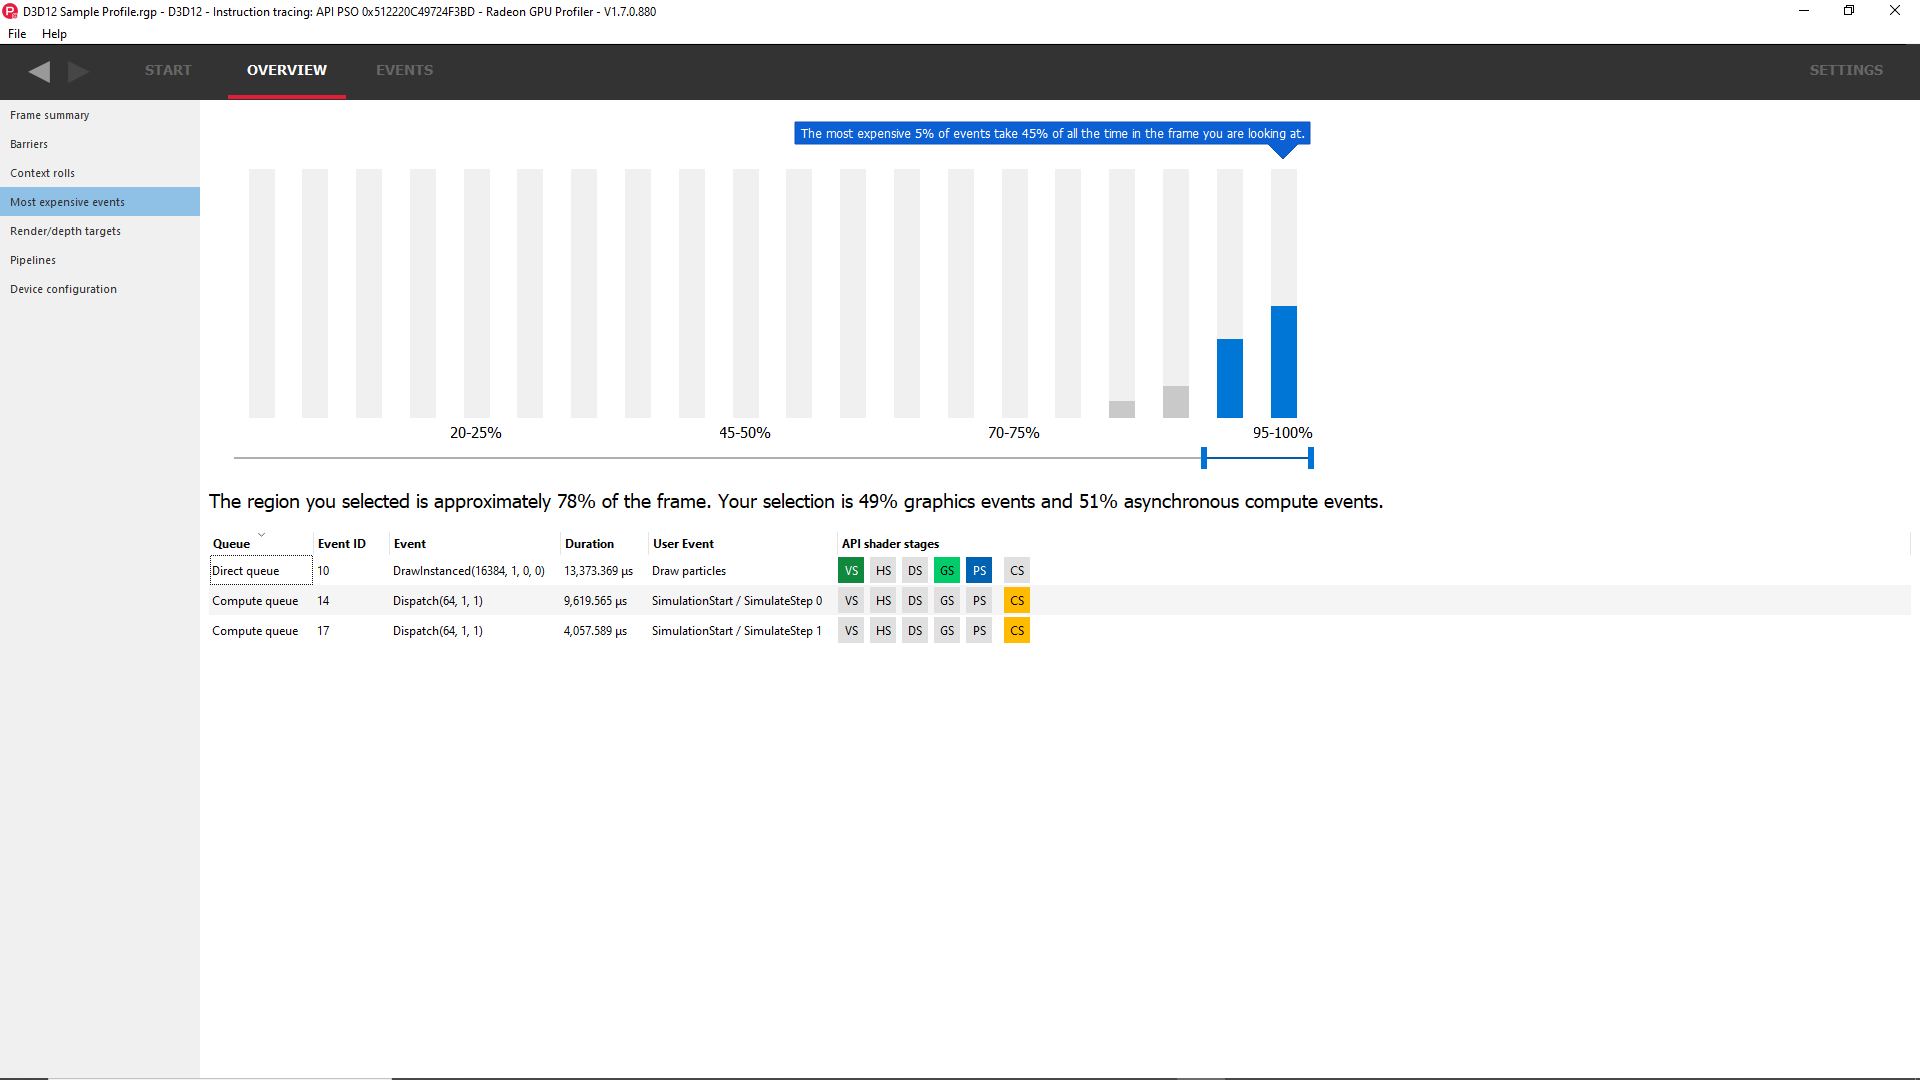 D3D12 Sample Profile.rgp - D3D12 - Instruction tracing: API PSO 0x512220C49724F3BD - Radeon GPU Profiler - V1.7.0.880
File Help
START OVERVIEW EVENTS SETTINGS
Frame summary
Barriers
Context rolls
Most expensive events
Render/depth targets
Pipelines
Device configuration
The most expensive 5% of events take 45% of all the time in the frame you are looking at.
20-25% 45-50% 70-75% 95-100%
The region you selected is approximately 78% of the frame. Your selection is 49% graphics events and 51% asynchronous compute events.
Queue Event ID Event Duration User Event API shader stages
Direct queue 10 DrawInstanced(16384, 1, 0, 0) 13,373.369 µs Draw particles VS HS DS GS PS CS
Compute queue 14 Dispatch(64, 1, 1) 9,619.565 µs SimulationStart / SimulateStep 0 VS HS DS GS PS CS
Compute queue 17 Dispatch(64, 1, 1) 4,057.589 µs SimulationStart / SimulateStep 1 VS HS DS GS PS CS